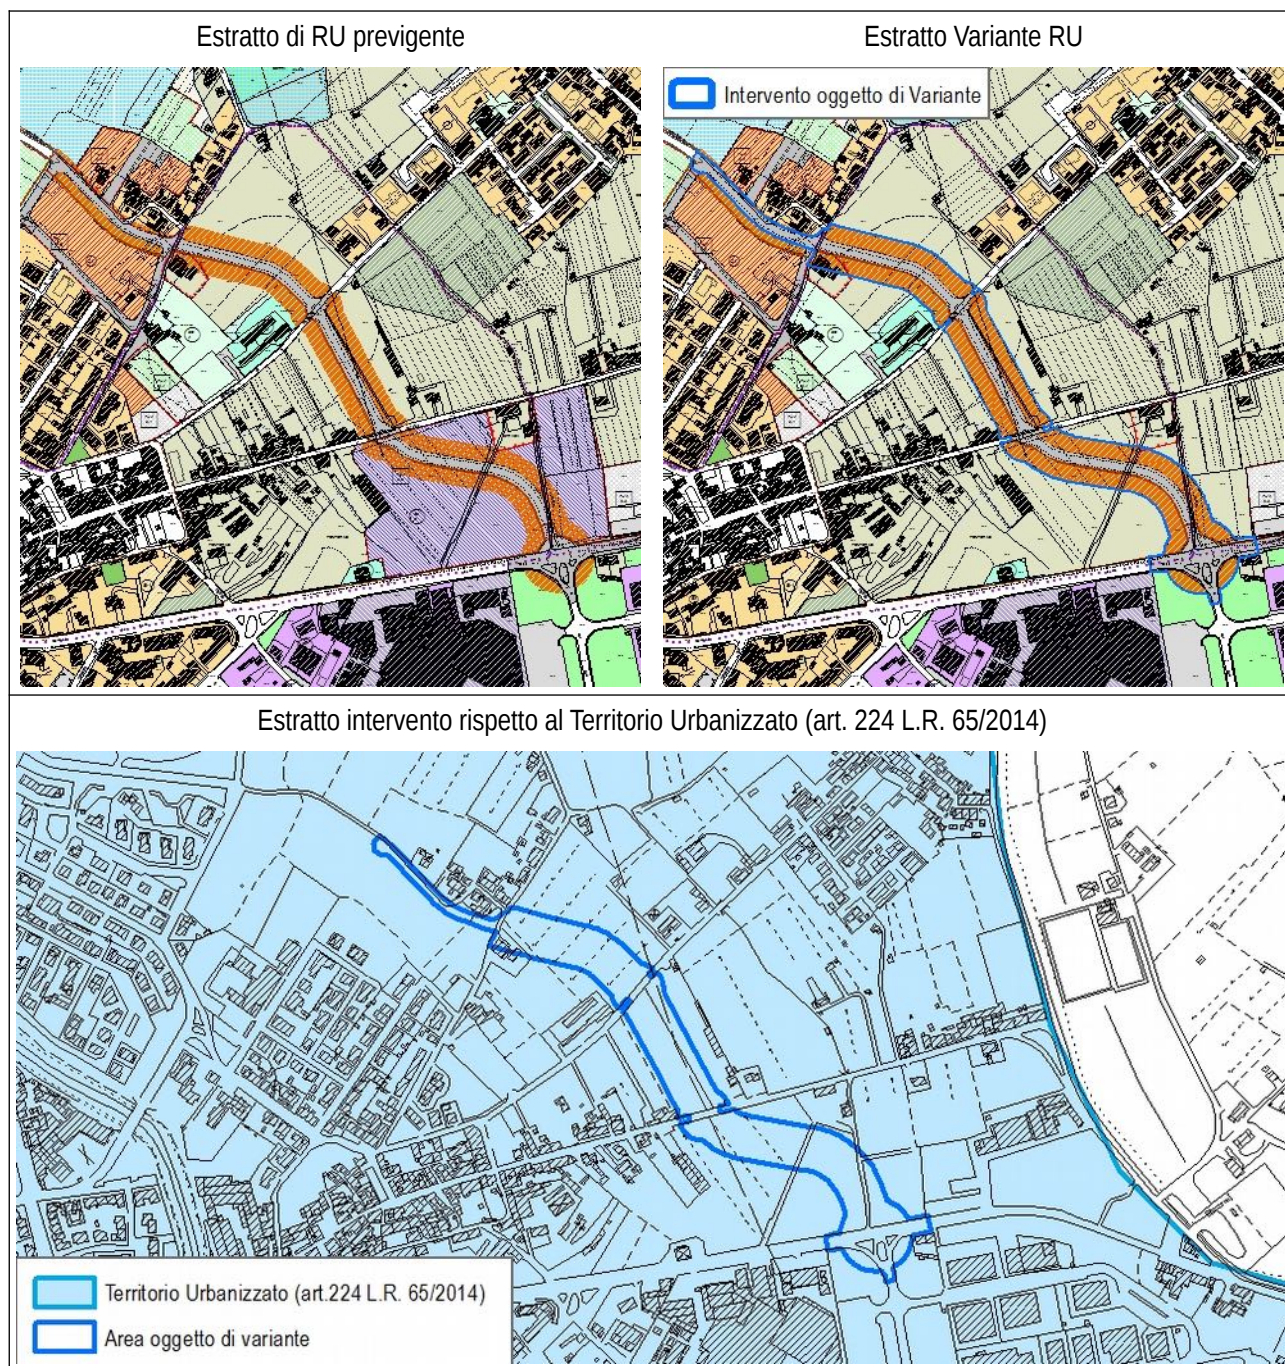 Estratto di RU previgente
Estratto Variante RU
Intervento oggetto di Variante
Estratto intervento rispetto al Territorio Urbanizzato (art. 224 L.R. 65/2014)
Territorio Urbanizzato (art.224 L.R. 65/2014)
Area oggetto di variante